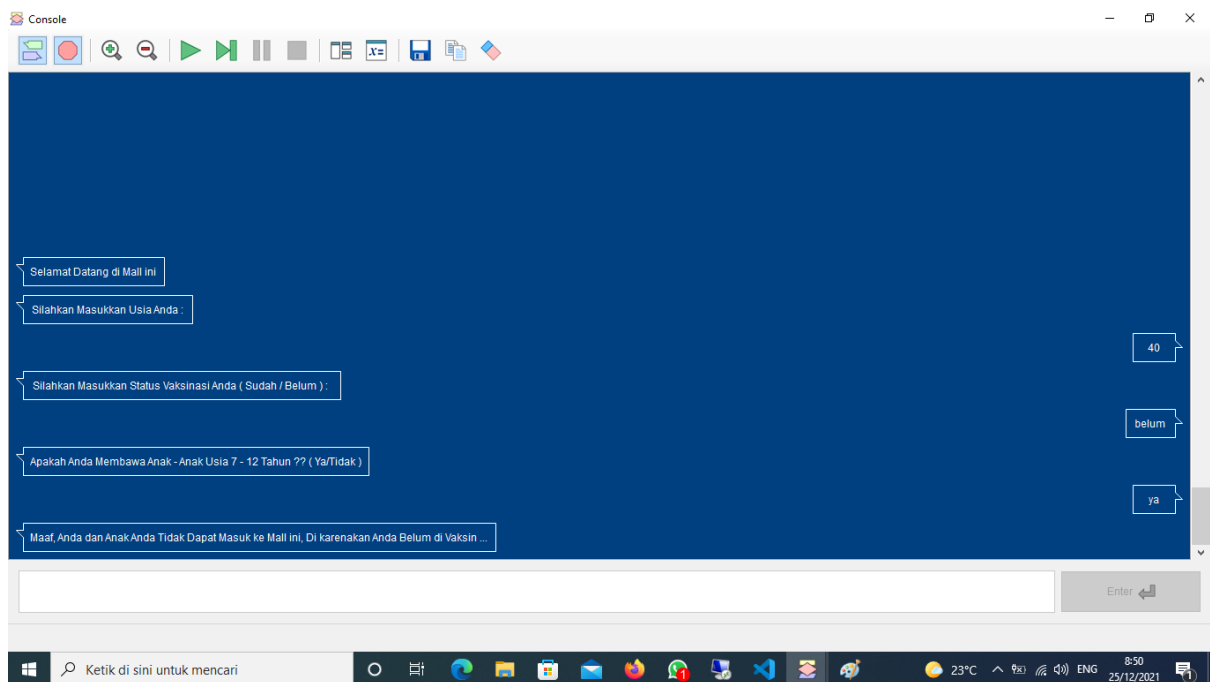 Console
x=
Selamat Datang di Mall ini
Silahkan Masukkan Usia Anda :
40
Silahkan Masukkan Status Vaksinasi Anda ( Sudah / Belum ) :
belum
Apakah Anda Membawa Anak - Anak Usia 7 - 12 Tahun ?? ( Ya/Tidak )
ya
Maaf, Anda dan Anak Anda Tidak Dapat Masuk ke Mall ini, Di karenakan Anda Belum di Vaksin ...
Enter
Ketik di sini untuk mencari
23°C
ENG
8:50
25/12/2021